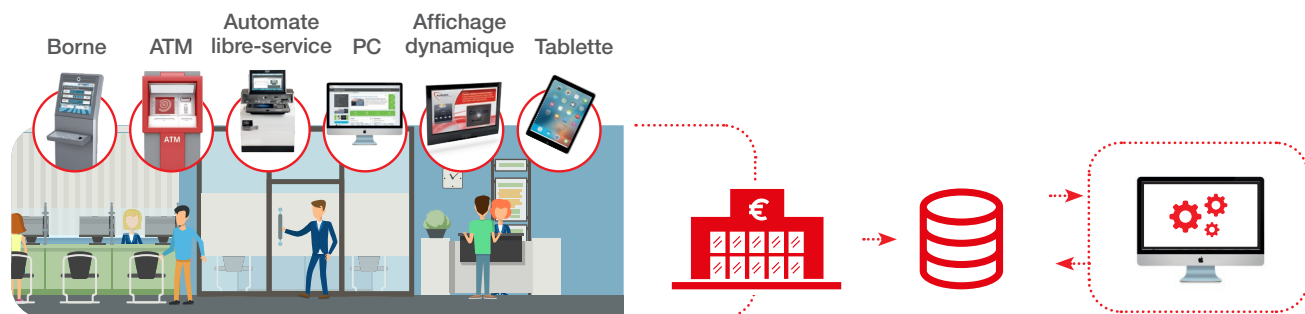 Borne
ATM
Automate
libre-service
PC
Affichage
dynamique
Tablette
ATM
€